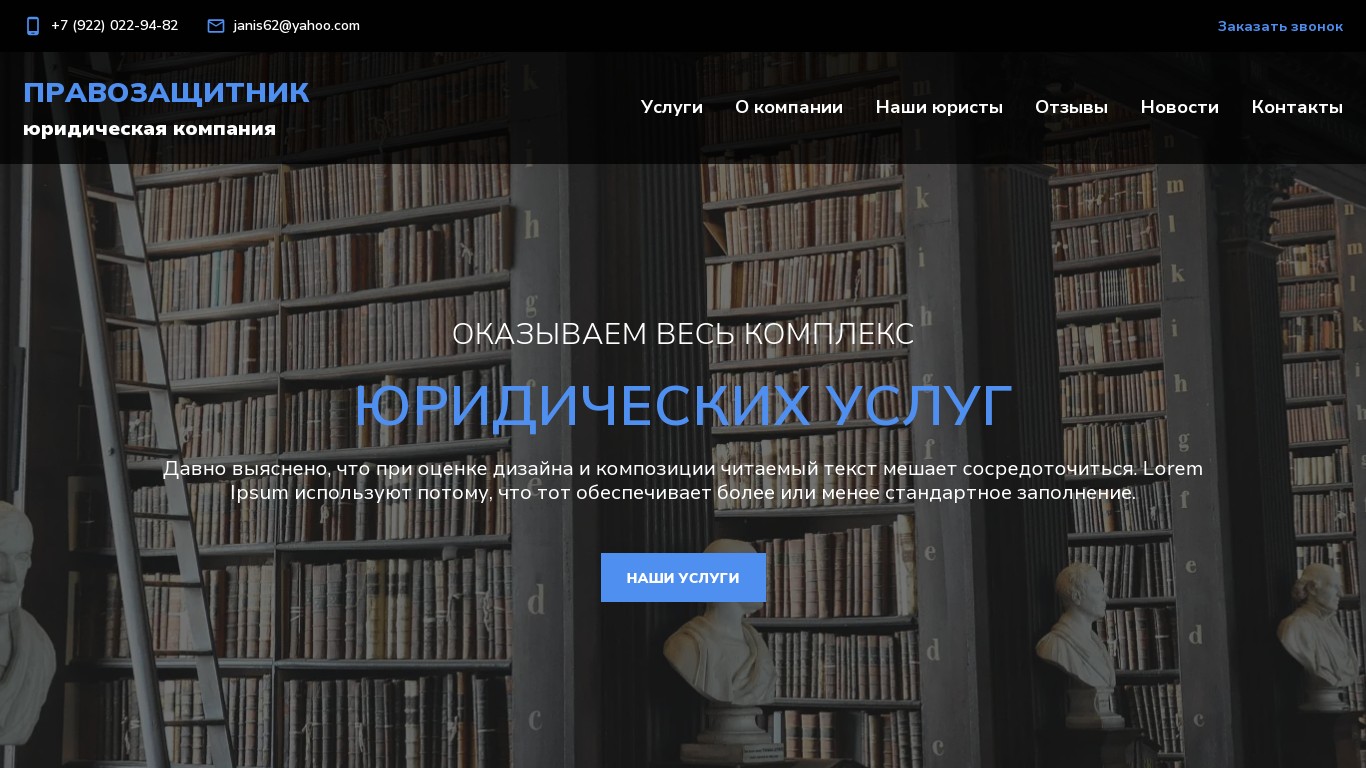 +7 (922) 022-94-82
janis62@yahoo.com
Заказать звонок
ПРАВОЗАЩИТНИК
юридическая компания
Услуги
О компании
Наши юристы
Отзывы
Новости
Контакты
ОКАЗЫВАЕМ ВЕСЬ КОМПЛЕКС
ЮРИДИЧЕСКИХ УСЛУГ
Давно выяснено, что при оценке дизайна и композиции читаемый текст мешает сосредоточиться. Lorem
Ipsum используют потому, что тот обеспечивает более или менее стандартное заполнение.
НАШИ УСЛУГИ